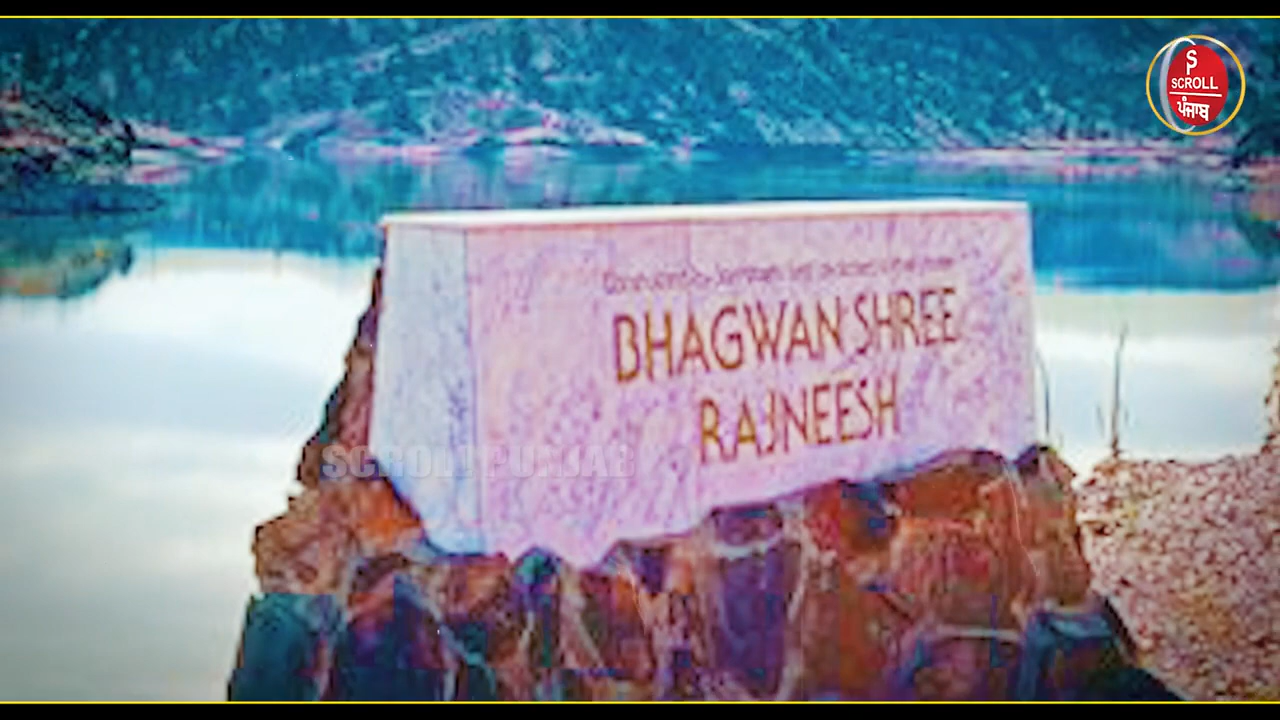 S
P
SCROLL
ਪੰਜਾਬ
BHAGWAN SHREE
RAJNEESH
SCROLL PUNJAB